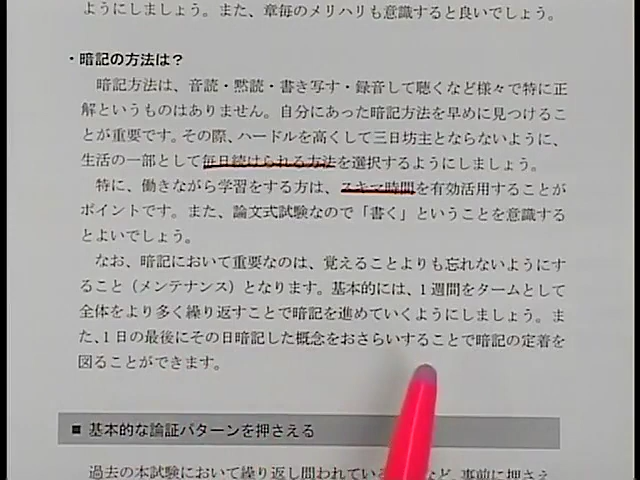 ようにしましょう。また、章毎のメリハリも意識すると良いでしょう。
・暗記の方法は？
暗記方法は、音読・黙読・書き写す・録音して聴くなど様々で特に正
解というものはありません。自分にあった暗記方法を早めに見つけるこ
とが重要です。その際、ハードルを高くして三日坊主とならないように、
生活の一部として毎日続けられる方法を選択するようにしましょう。
特に、働きながら学習をする方は、スキマ時間を有効活用することが
ポイントです。また、論文式試験なので「書く」ということを意識する
とよいでしょう。
なお、暗記において重要なのは、覚えることよりも忘れないようにす
ること（メンテナンス）となります。基本的には、１週間をタームとして
全体をより多く繰り返すことで暗記を進めていくようにしましょう。ま
た、１日の最後にその日暗記した概念をおさらいすることで暗記の定着を
図ることができます。
■ 基本的な論証パターンを押さえる
過去の本試験において繰り返し問われている など、事前に押さえ